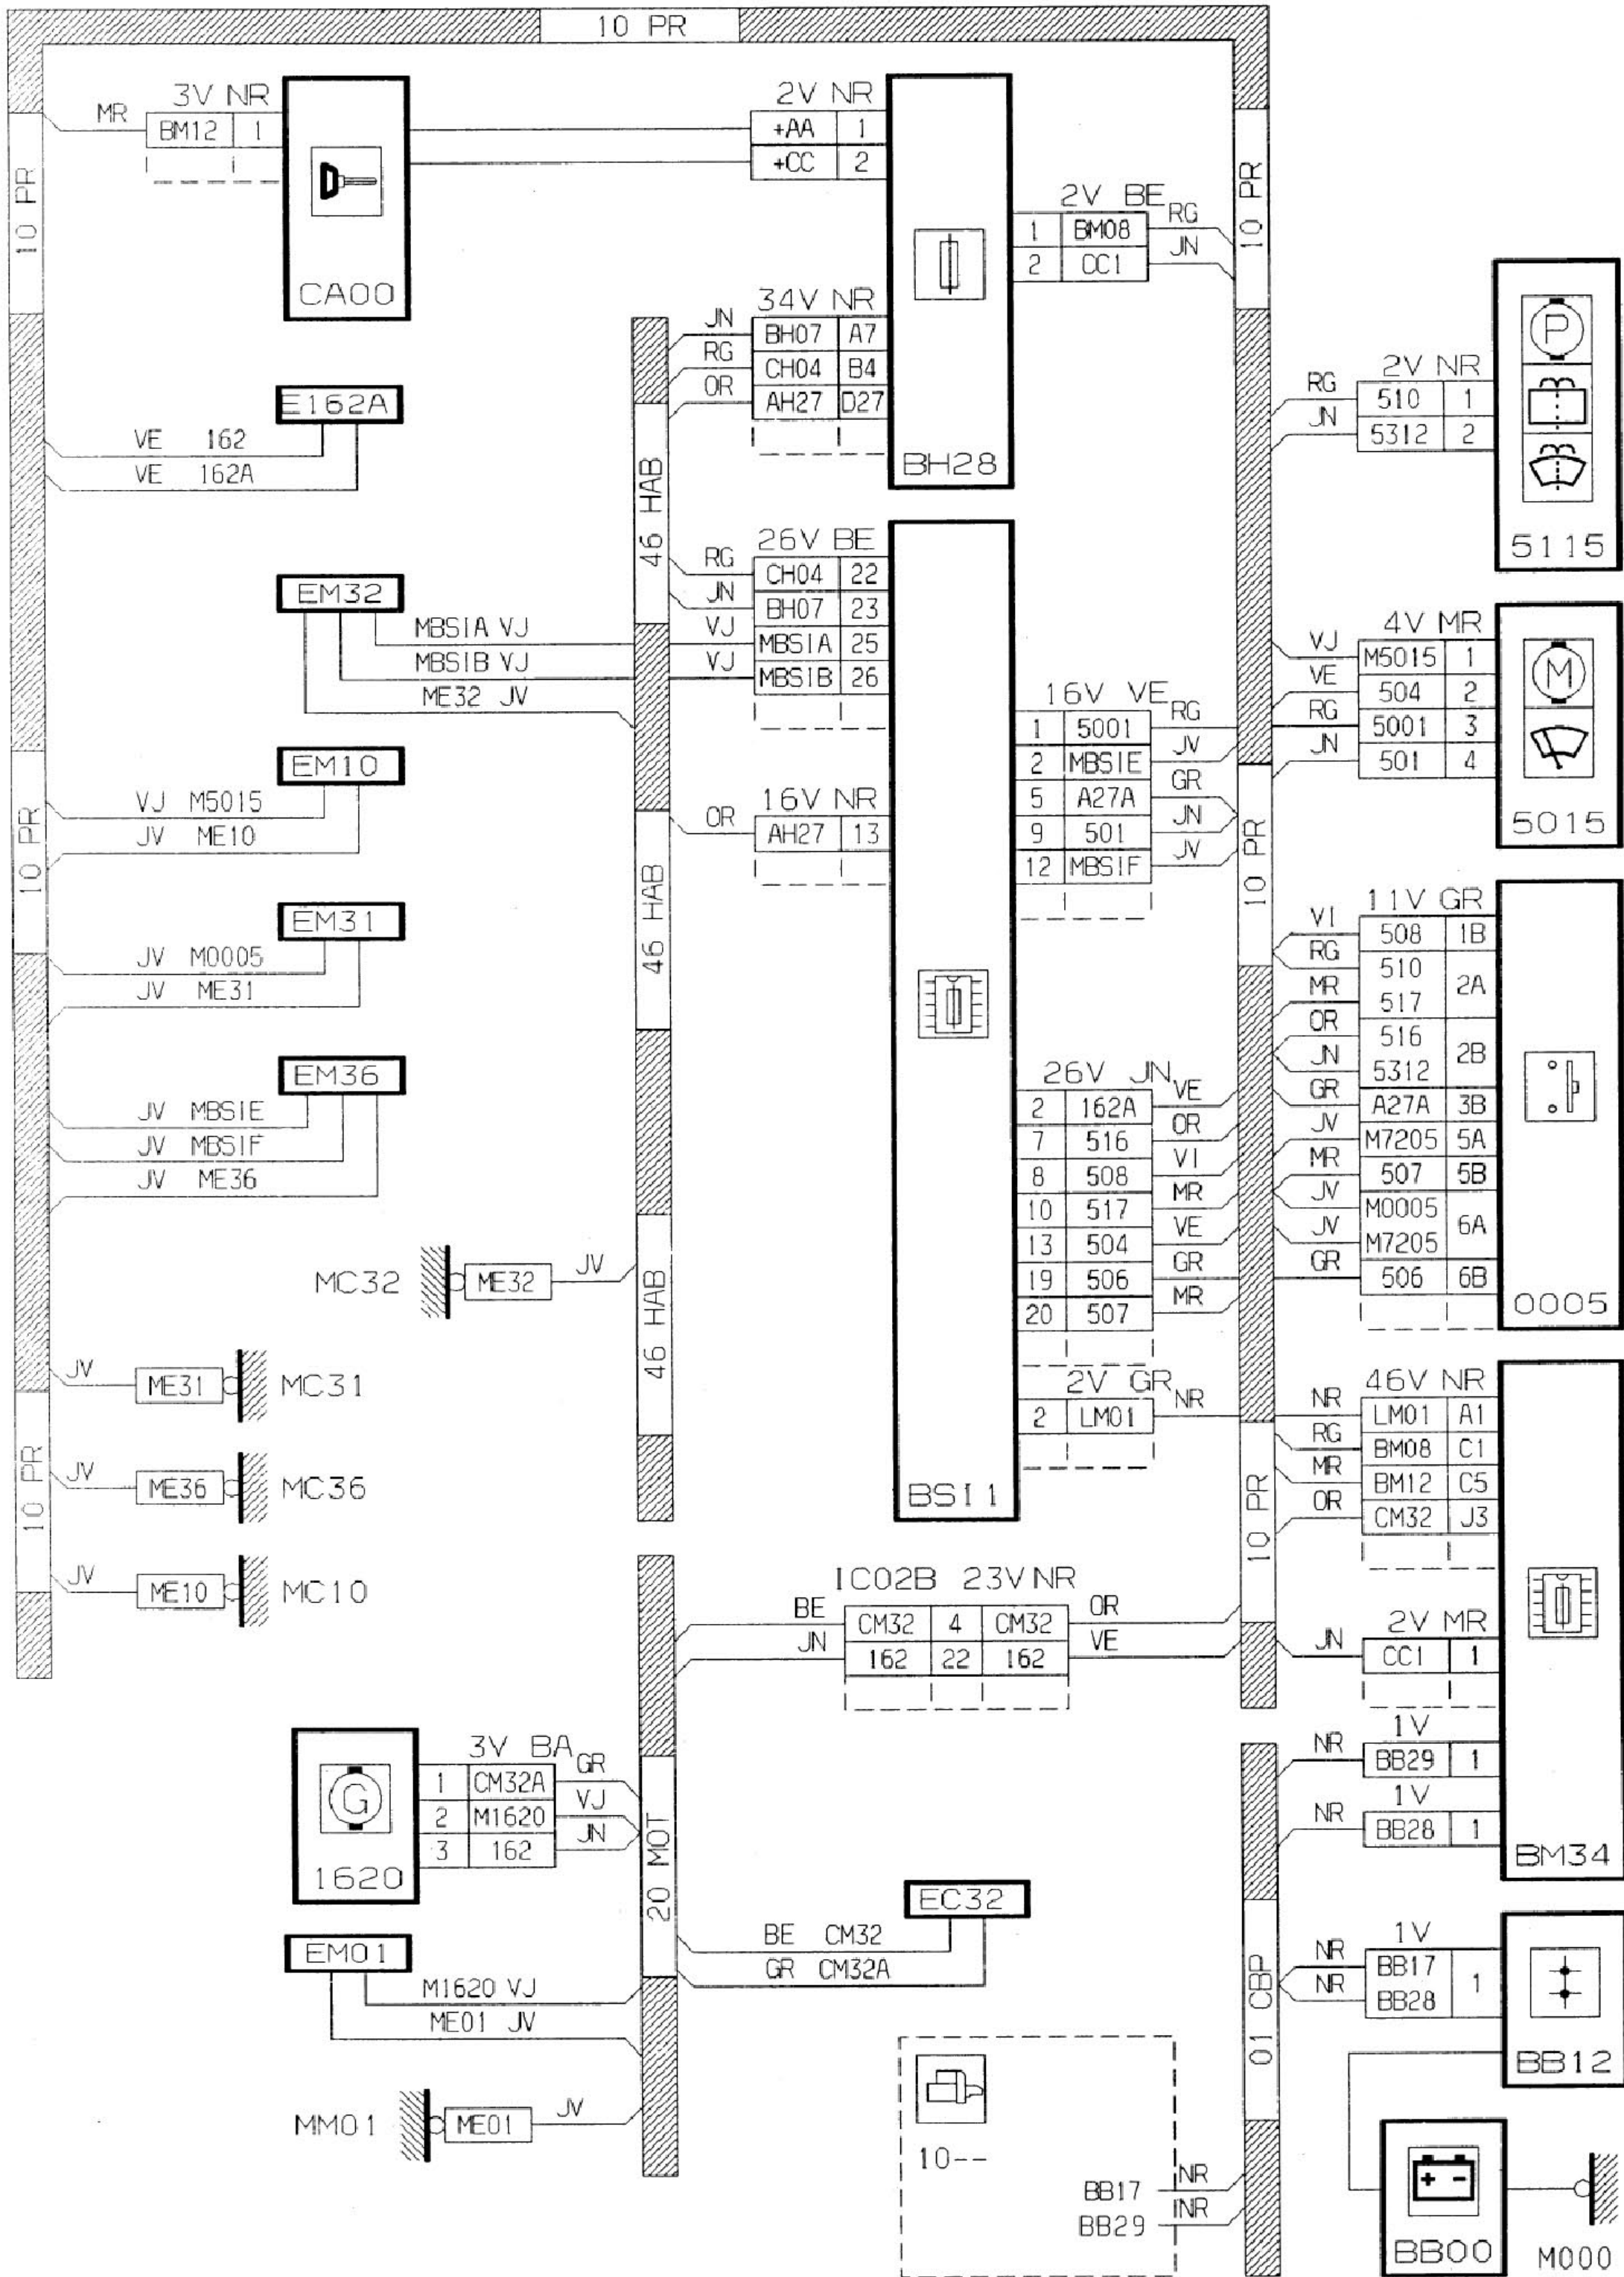 10 PR
3V NR
MR
BM12 1
CA00
2V NR
+AA 1
+CC 2
10 PR
10 PR
2V BE
1 BM08 RG
2 CC1 JN
34V NR
JN BH07 A7
RG CH04 B4
OR AH27 D27
BH28
2V NR
RG 510 1
JN 5312 2
P
5115
E162A
VE 162
VE 162A
46 HAB
26V BE
RG CH04 22
JN BH07 23
VJ MBSIA 25
VJ MBSIB 26
EM32
MBSIA VJ
MBSIB VJ
ME32 JV
4V MR
VJ M5015 1
VE 504 2
RG 5001 3
JN 501 4
M
5015
16V VE
1 5001 RG
2 MBSIE JV
5 A27A GR
9 501 JN
12 MBSIF JV
EM10
VJ M5015
JV ME10
10 PR
16V NR
OR AH27 13
46 HAB
10 PR
EM31
JV M0005
JV ME31
11V GR
VI 508 1B
RG 510 2A
MR 517
OR 516 2B
JN 5312
GR A27A 3B
JV M7205 5A
MR 507 5B
JV M0005 6A
JV M7205
GR 506 6B
0005
EM36
JV MBSIE
JV MBSIF
JV ME36
26V JN
2 162A VE
7 516 OR
8 508 VI
10 517 MR
13 504 VE
19 506 GR
20 507 MR
MC32 ME32 JV
46 HAB
2V GR
2 LM01 NR
BSI1
JV ME31 MC31
10 PR
JV ME36 MC36
JV ME10 MC10
46V NR
NR LM01 A1
RG BM08 C1
MR BM12 C5
OR CM32 J3
10 PR
IC02B 23V NR
BE CM32 4 CM32 OR
JN 162 22 162 VE
2V MR
JN CC1 1
1V
NR BB29 1
1V
NR BB28 1
BM34
3V BA
1 CM32A GR
2 M1620 VJ
3 162 JN
G
1620
20 MOT
EC32
BE CM32
GR CM32A
EM01
M1620 VJ
ME01 JV
01 CBP
1V
NR BB17 1
NR BB28
BB12
MM01 ME01 JV
10--
BB17 NR
BB29 NR
+ -
BB00
M000